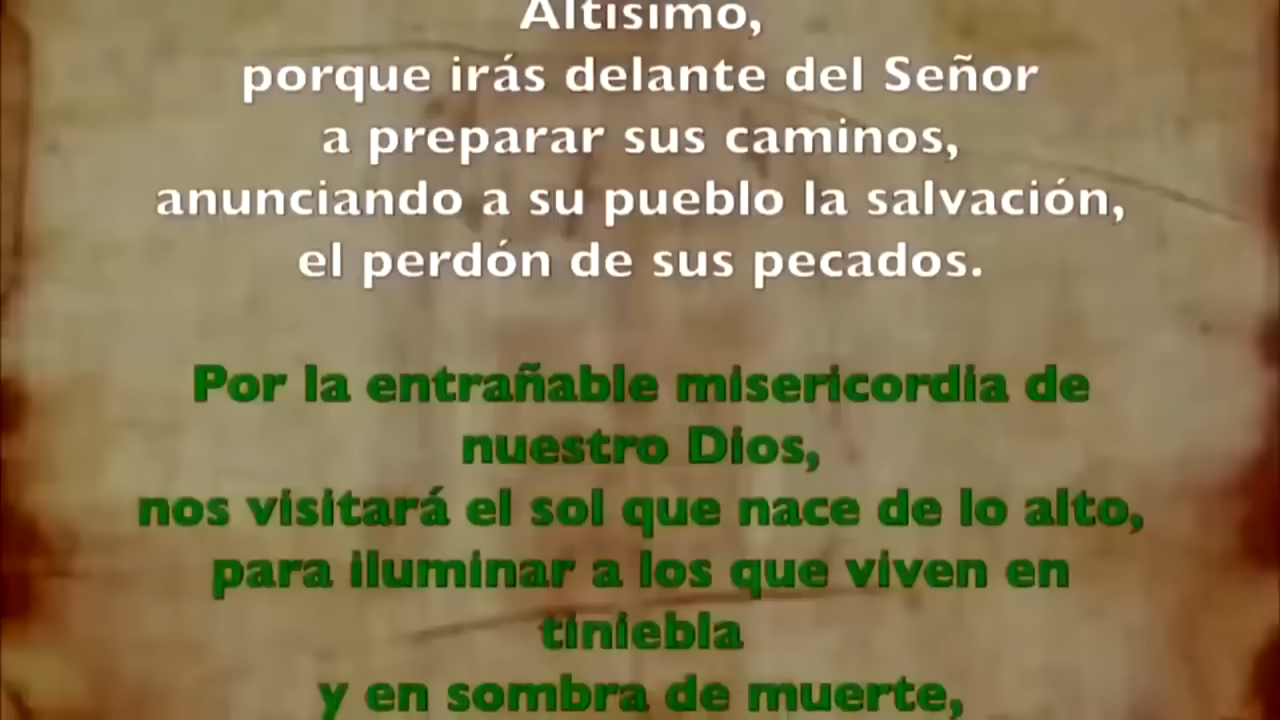 Altísimo,
porque irás delante del Señor
a preparar sus caminos,
anunciando a su pueblo la salvación,
el perdón de sus pecados.
Por la entrañable misericordia de
nuestro Dios,
nos visitará el sol que nace de lo alto,
para iluminar a los que viven en
tiniebla
y en sombra de muerte,